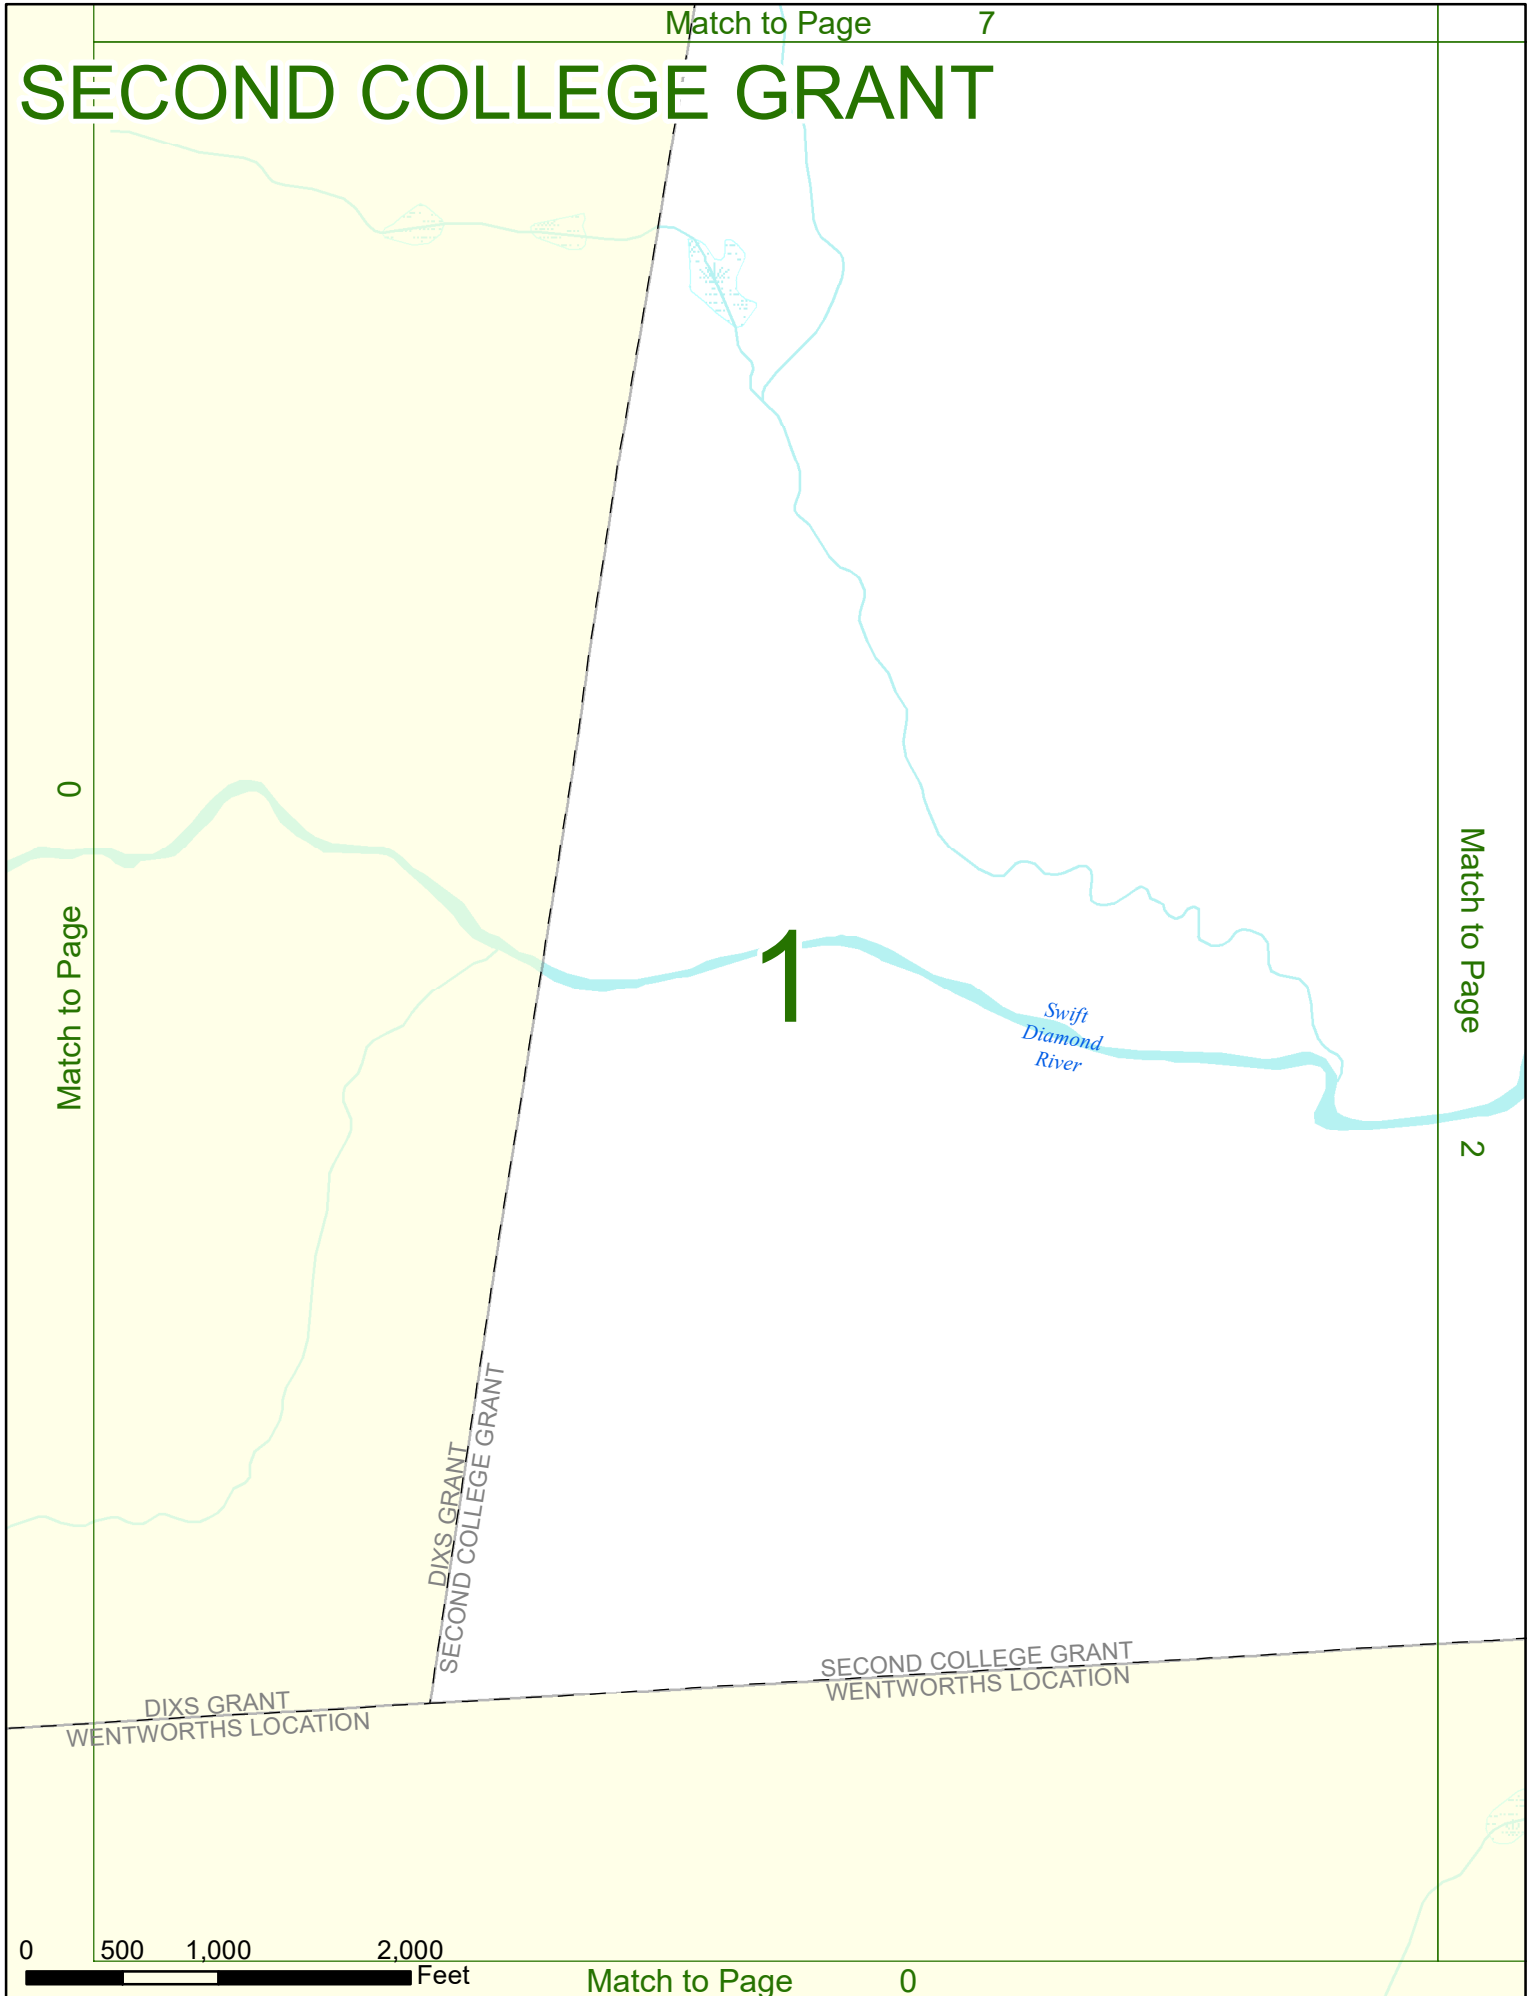 Match to Page 7
SECOND COLLEGE GRANT
Match to Page 0
Match to Page 2
1
Swift
Diamond
River
DIXS GRANT
SECOND COLLEGE GRANT
SECOND COLLEGE GRANT
WENTWORTHS LOCATION
DIXS GRANT
WENTWORTHS LOCATION
0 500 1,000 2,000
Feet
Match to Page 0